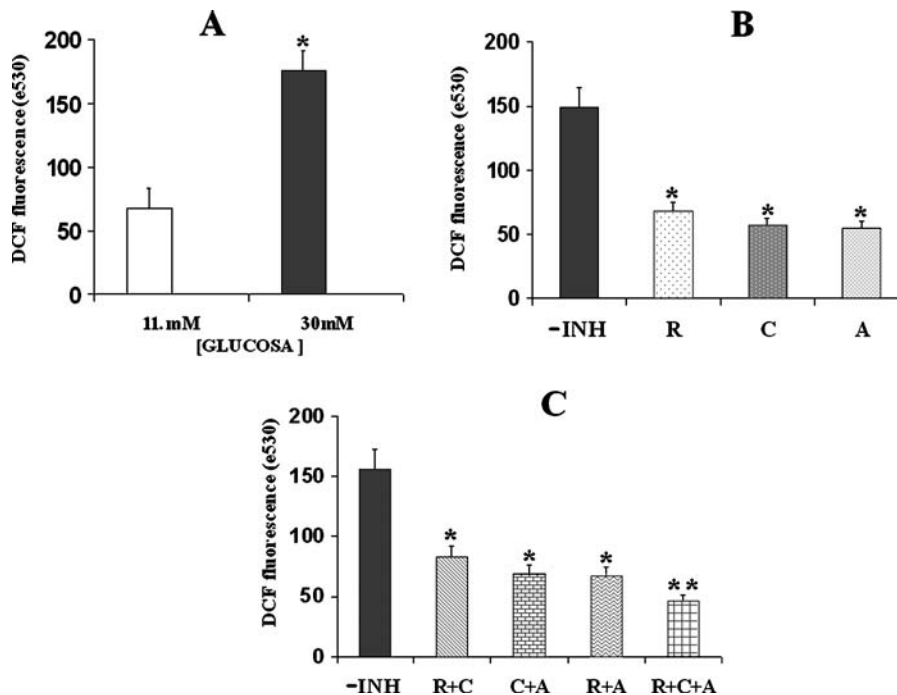 A
DCF fluorescence (e530)
200
*
150
100
50
0
11. mM 30mM
[GLUCOSA]
B
DCF fluorescence (e530)
200
150
100
* * *
50
0
-INH R C A
C
DCF fluorescence (e530)
200
150
100
* * * **
50
0
-INH R+C C+A R+A R+C+A